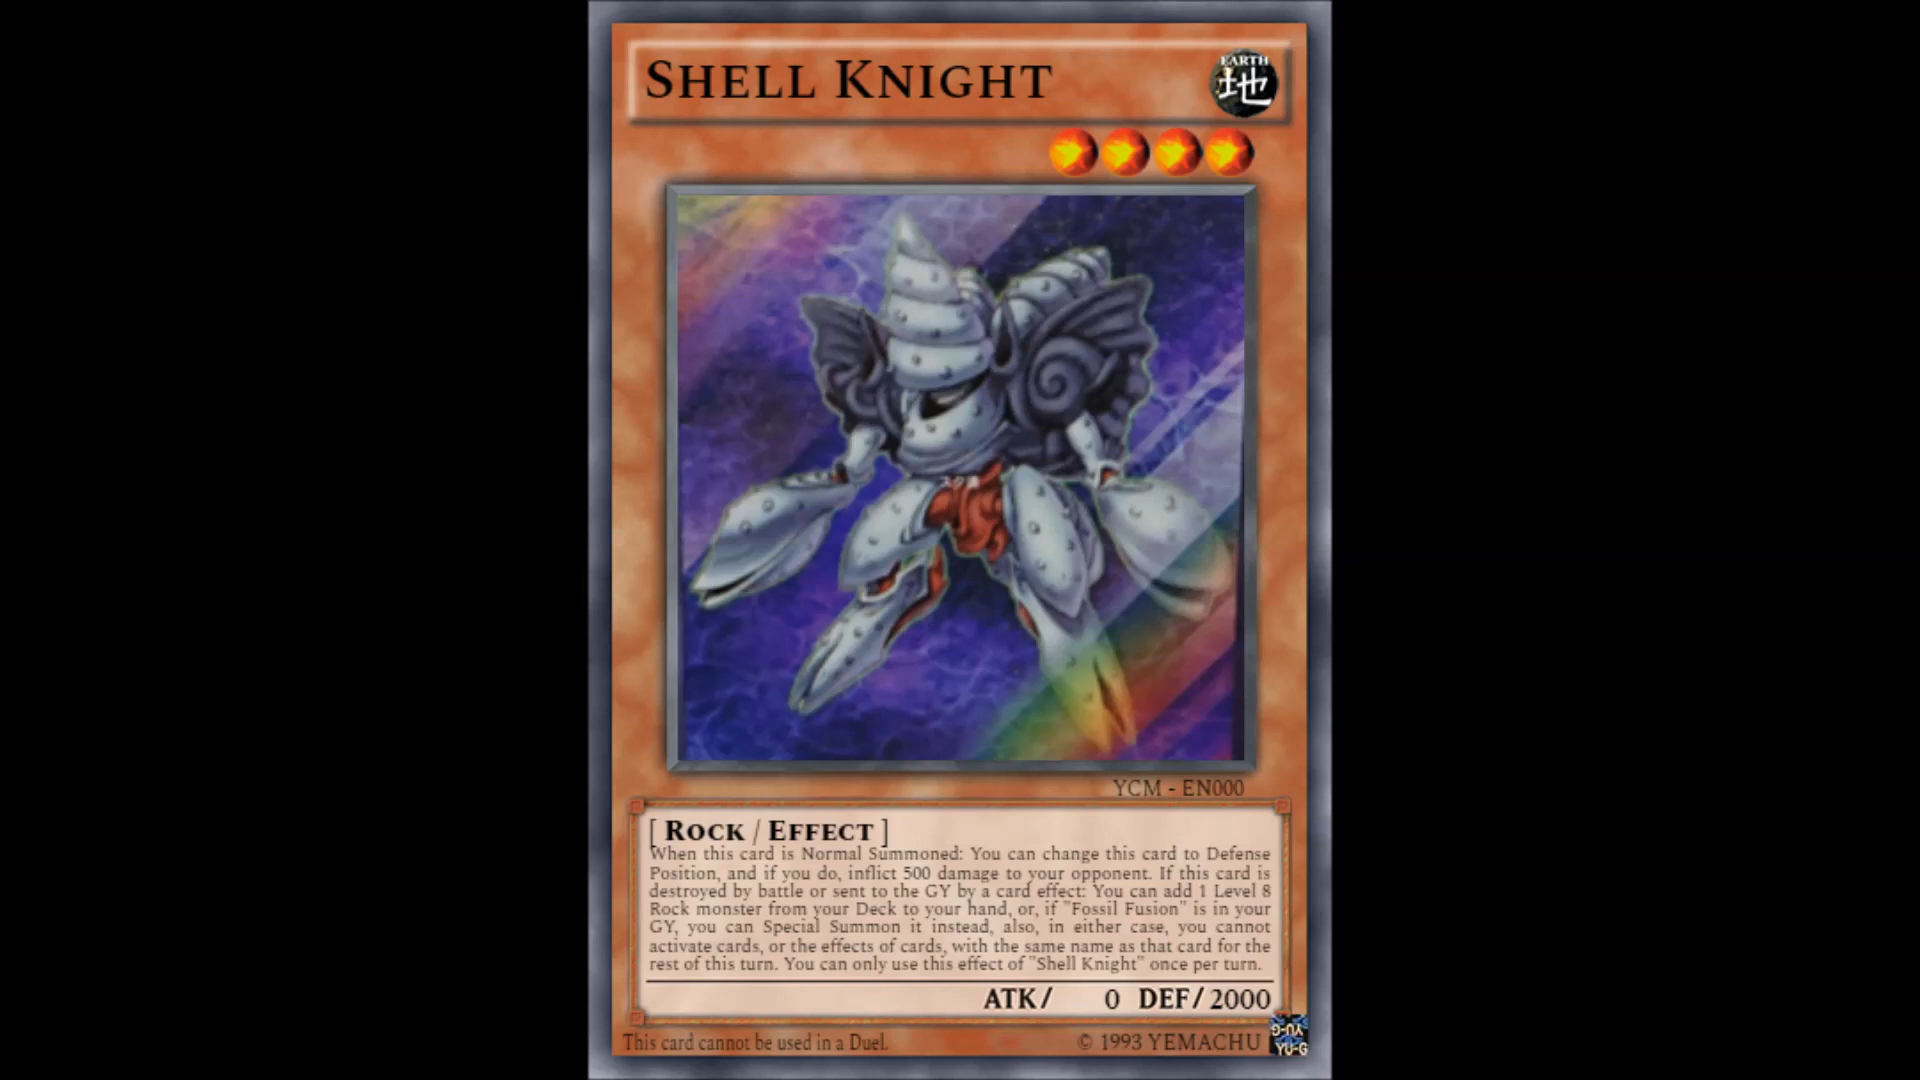 SHELL KNIGHT
EARTH
地
YCM - EN000
[ ROCK / EFFECT ]
When this card is Normal Summoned: You can change this card to Defense
Position, and if you do, inflict 500 damage to your opponent. If this card is
destroyed by battle or sent to the GY by a card effect: You can add 1 Level 8
Rock monster from your Deck to your hand, or, if "Fossil Fusion" is in your
GY, you can Special Summon it instead, also, in either case, you cannot
activate cards, or the effects of cards, with the same name as that card for the
rest of this turn. You can only use this effect of "Shell Knight" once per turn.
ATK/ 0 DEF/ 2000
This card cannot be used in a Duel.
© 1993 YEMACHU
YU-G
YU-G